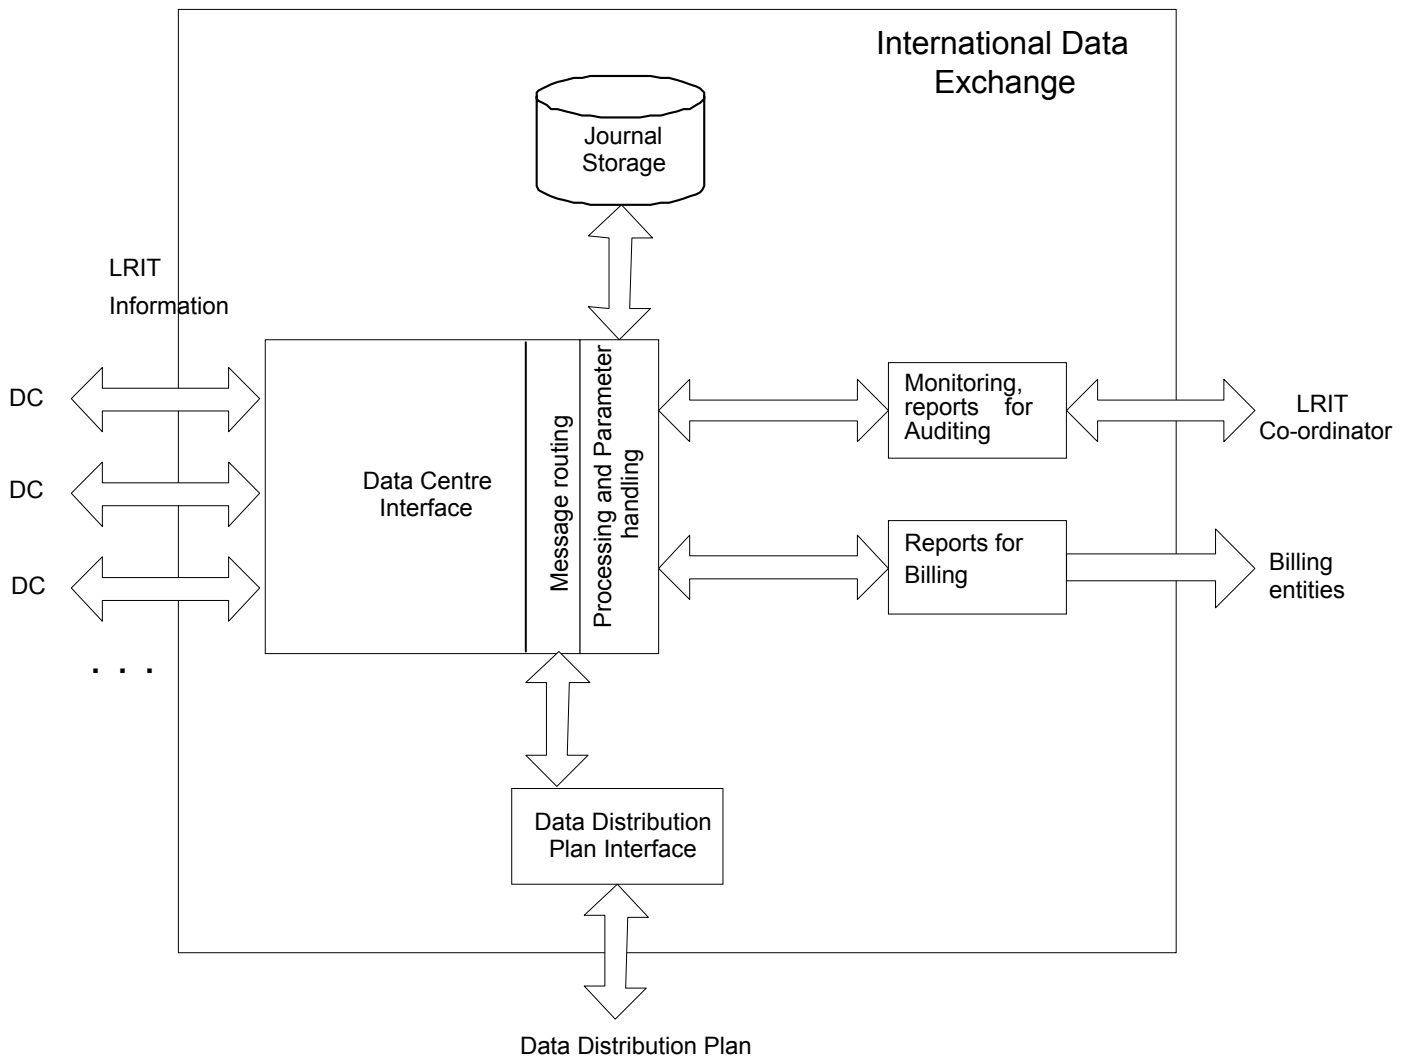 International Data
Exchange
Journal
Storage
LRIT
Information
DC
DC
DC
. . .
Data Centre
Interface
Message routing
Processing and Parameter
handling
Monitoring,
reports for
Auditing
LRIT
Co-ordinator
Reports for
Billing
Billing
entities
Data Distribution
Plan Interface
Data Distribution Plan